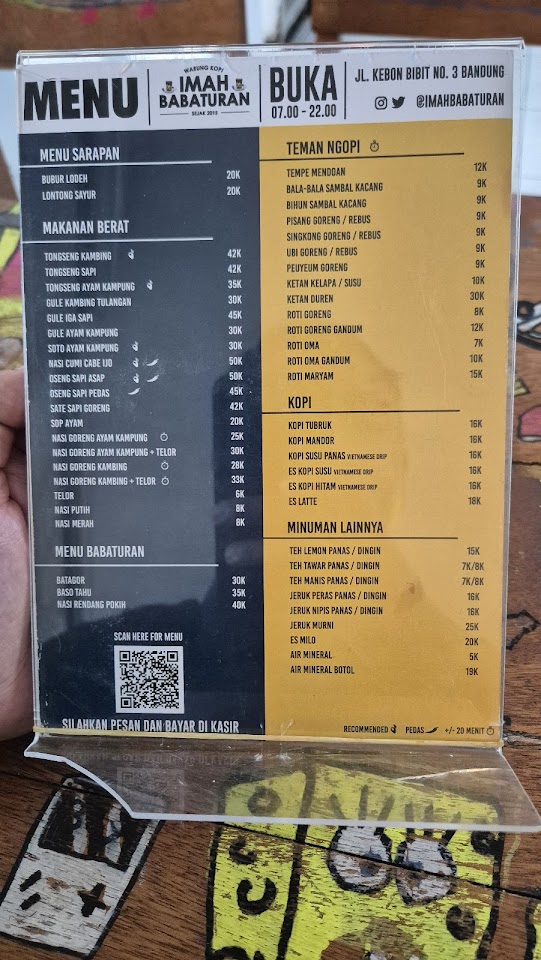 MENU
WARUNG KOPI
IMAH
BABATURAN
SEJAK 2013
BUKA
07.00 - 22.00
JL. KEBON BIBIT NO. 3 BANDUNG
@IMAHBABATURAN
MENU SARAPAN
BUBUR LODEH 20K
LONTONG SAYUR 20K
MAKANAN BERAT
TONGSENG KAMBING 42K
TONGSENG SAPI 42K
TONGSENG AYAM KAMPUNG 35K
GULE KAMBING TULANGAN 30K
GULE IGA SAPI 45K
GULE AYAM KAMPUNG 30K
SOTO AYAM KAMPUNG 30K
NASI CUMI CABE IJO 50K
OSENG SAPI ASAP 50K
OSENG SAPI PEDAS 45K
SATE SAPI GORENG 42K
SOP AYAM 20K
NASI GORENG AYAM KAMPUNG 25K
NASI GORENG AYAM KAMPUNG + TELOR 30K
NASI GORENG KAMBING 28K
NASI GORENG KAMBING + TELOR 33K
TELOR 6K
NASI PUTIH 8K
NASI MERAH 8K
MENU BABATURAN
BATAGOR 30K
BASO TAHU 35K
NASI RENDANG POKIH 40K
SCAN HERE FOR MENU
SILAHKAN PESAN DAN BAYAR DI KASIR
TEMAN NGOPI
TEMPE MENDOAN 12K
BALA-BALA SAMBAL KACANG 9K
BIHUN SAMBAL KACANG 9K
PISANG GORENG / REBUS 9K
SINGKONG GORENG / REBUS 9K
UBI GORENG / REBUS 9K
PEUYEUM GORENG 9K
KETAN KELAPA / SUSU 10K
KETAN DUREN 30K
ROTI GORENG 8K
ROTI GORENG GANDUM 12K
ROTI OMA 7K
ROTI OMA GANDUM 10K
ROTI MARYAM 15K
KOPI
KOPI TUBRUK 16K
KOPI MANDOR 16K
KOPI SUSU PANAS VIETNAMESE DRIP 16K
ES KOPI SUSU VIETNAMESE DRIP 16K
ES KOPI HITAM VIETNAMESE DRIP 16K
ES LATTE 18K
MINUMAN LAINNYA
TEH LEMON PANAS / DINGIN 15K
TEH TAWAR PANAS / DINGIN 7K/8K
TEH MANIS PANAS / DINGIN 7K/8K
JERUK PERAS PANAS / DINGIN 16K
JERUK NIPIS PANAS / DINGIN 16K
JERUK MURNI 25K
ES MILO 20K
AIR MINERAL 5K
AIR MINERAL BOTOL 19K
RECOMMENDED PEDAS +/- 20 MENIT